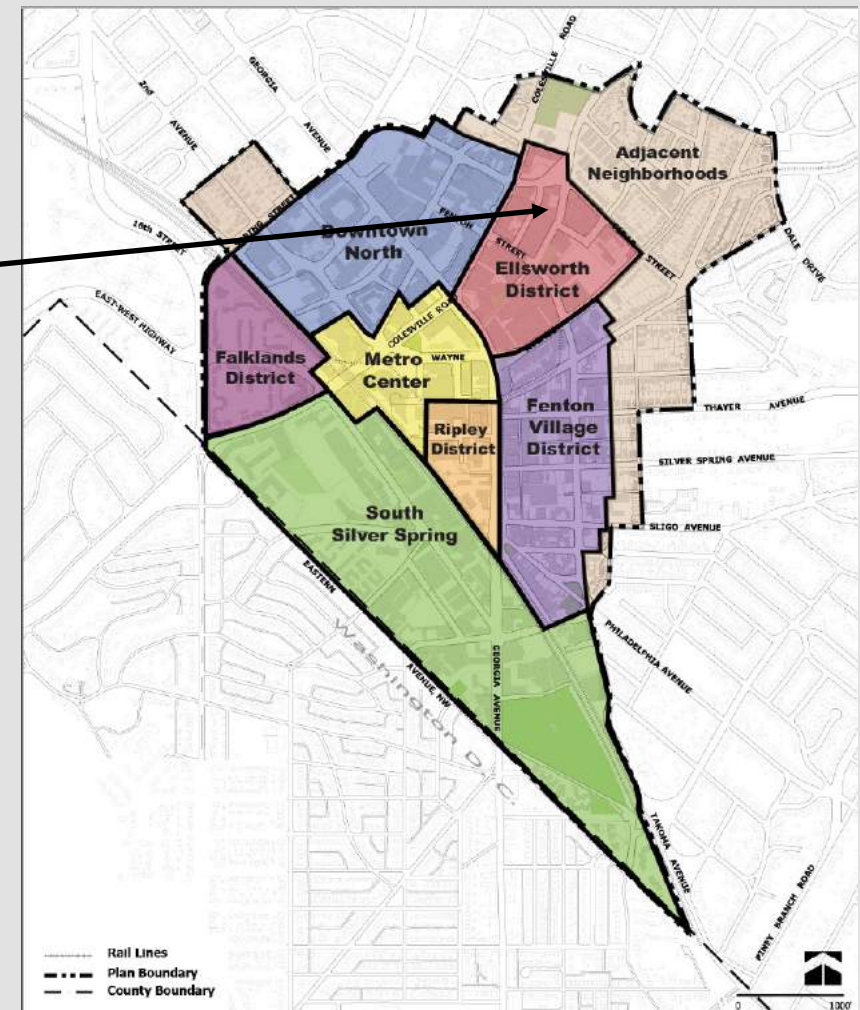 COLESVILLE ROAD
GEORGIA
AVENUE
2nd
AVENUE
Adjacent
Neighborhoods
16th STREET
SPRING STREET
FENTON
STREET
Downtown
North
Ellsworth
District
STREET
DALE DRIVE
EAST-WEST HIGHWAY
COLESVILLE RO
Falklands
District
Metro
Center
WAYNE
Fenton
Village
District
THAYER AVENUE
Ripley
District
SILVER SPRING AVENUE
South
Silver Spring
SLIGO AVENUE
EASTERN
AVENUE, NW
Washington D.C.
GEORGIA AVENUE
PHILADELPHIA AVENUE
TAKOMA AVENUE
PINEY BRANCH ROAD
Rail Lines
Plan Boundary
County Boundary
0 1000'